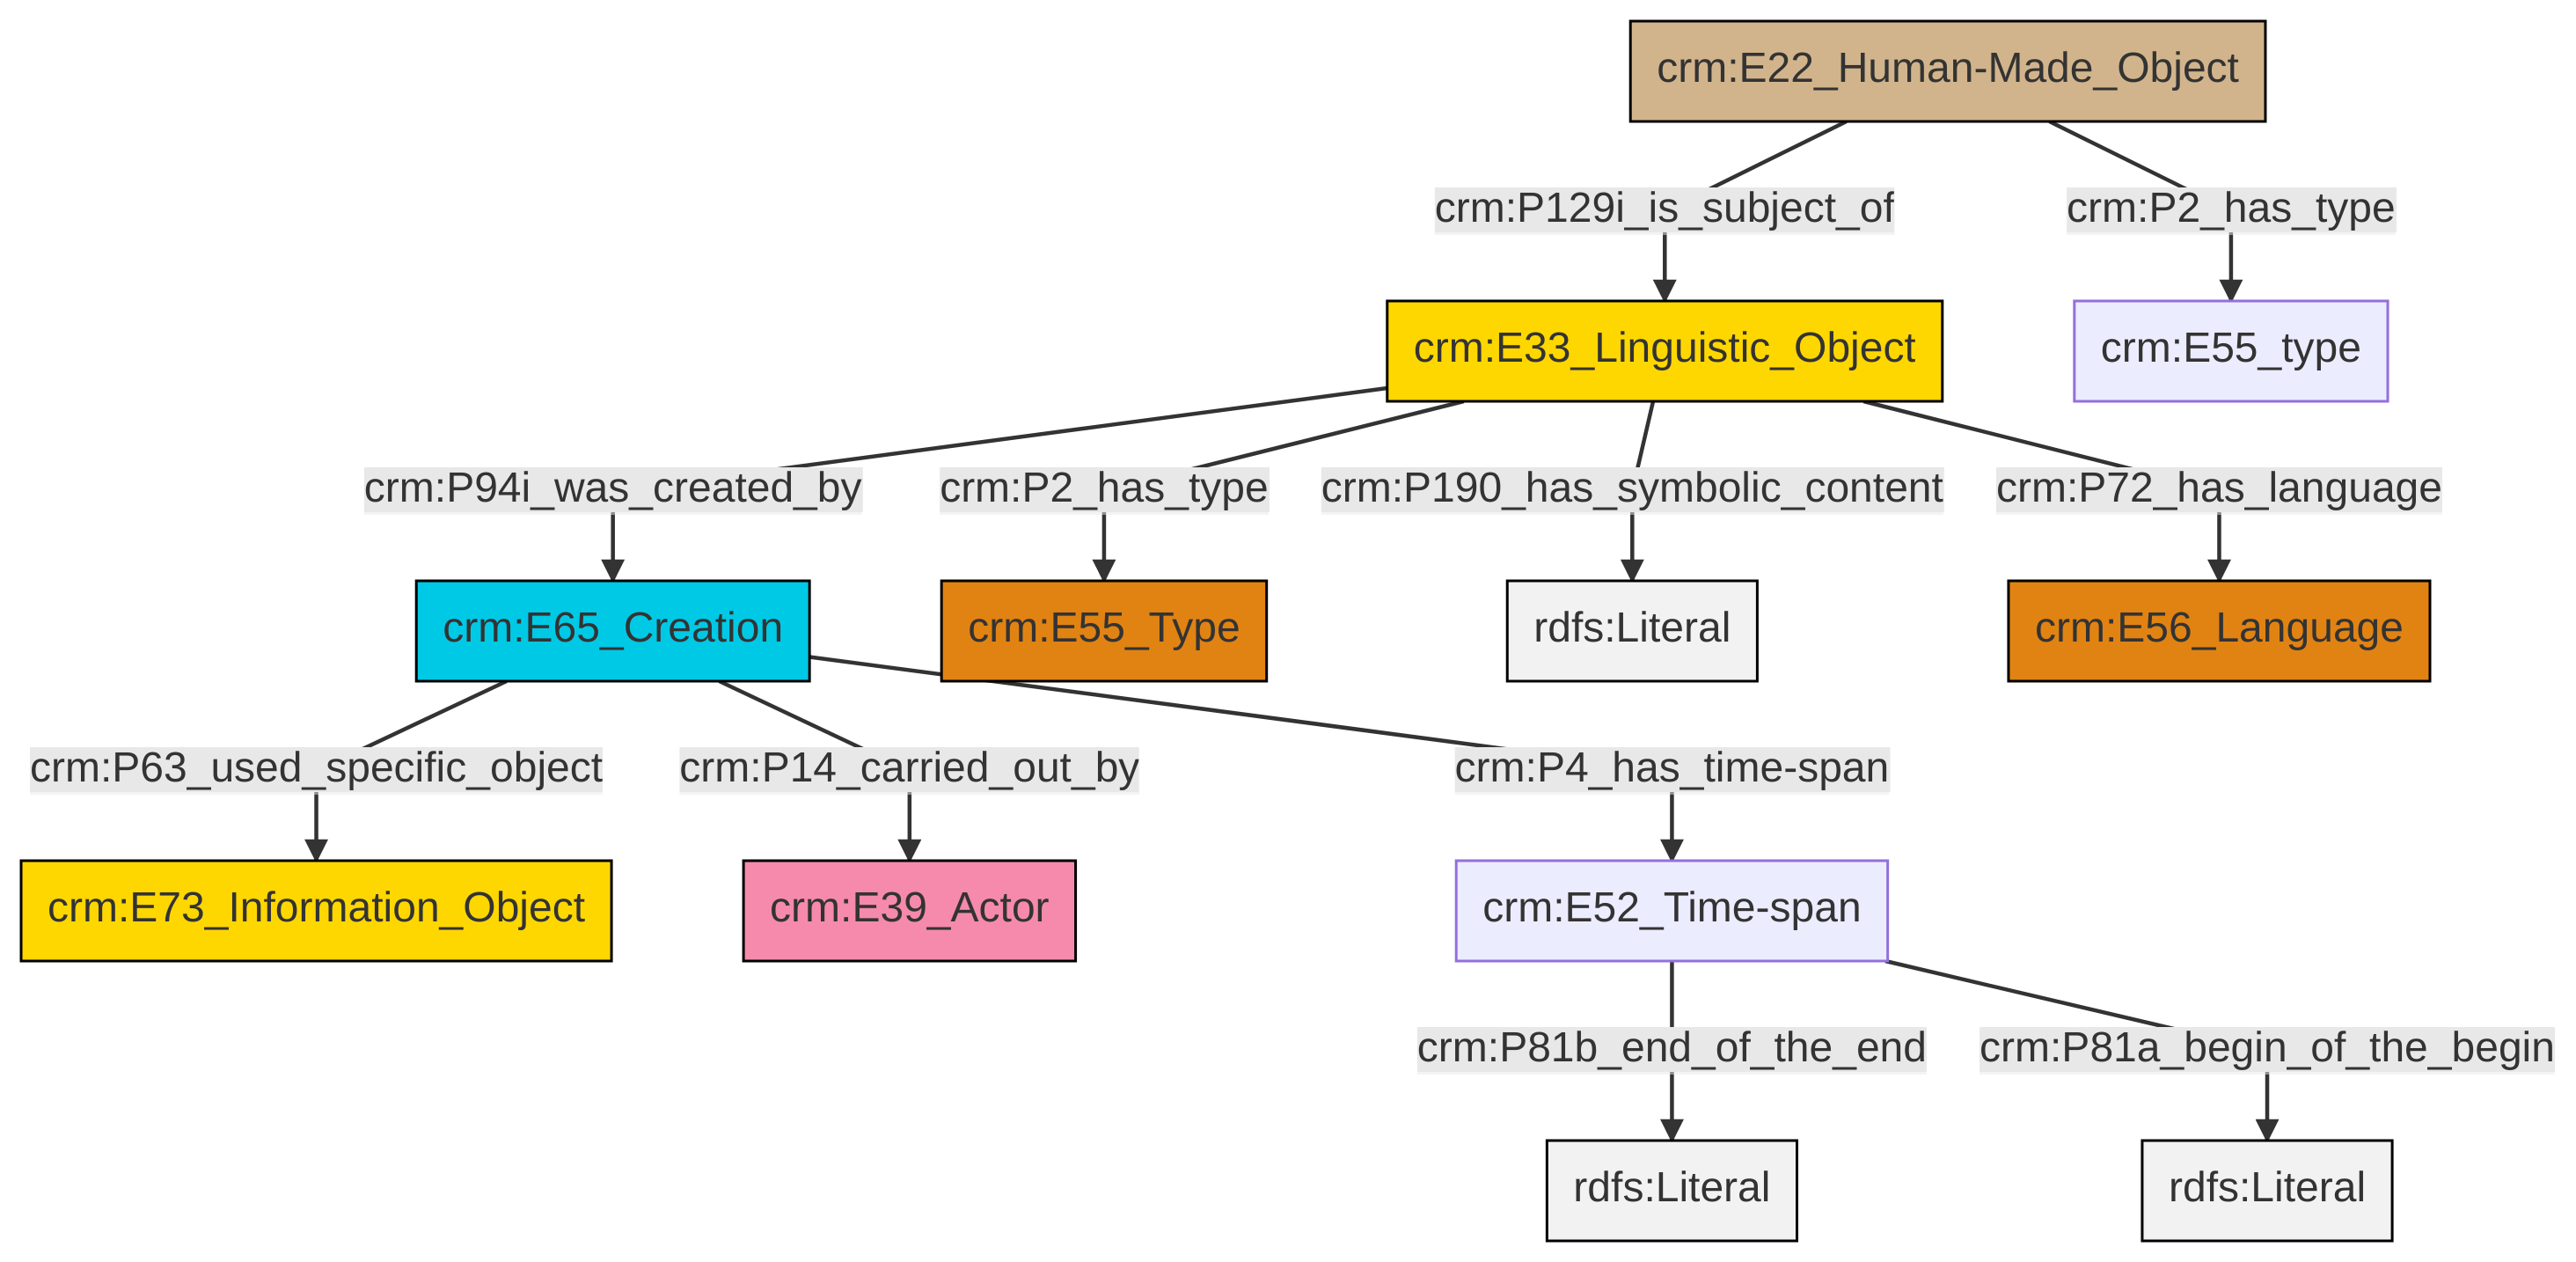 crm:E22_Human-Made_Object
crm:P129i_is_subject_of
crm:P2_has_type
crm:E33_Linguistic_Object
crm:E55_type
crm:P94i_was_created_by
crm:P2_has_type
crm:P190_has_symbolic_content
crm:P72_has_language
crm:E65_Creation
crm:E55_Type
rdfs:Literal
crm:E56_Language
crm:P63_used_specific_object
crm:P14_carried_out_by
crm:P4_has_time-span
crm:E73_Information_Object
crm:E39_Actor
crm:E52_Time-span
crm:P81b_end_of_the_end
crm:P81a_begin_of_the_begin
rdfs:Literal
rdfs:Literal